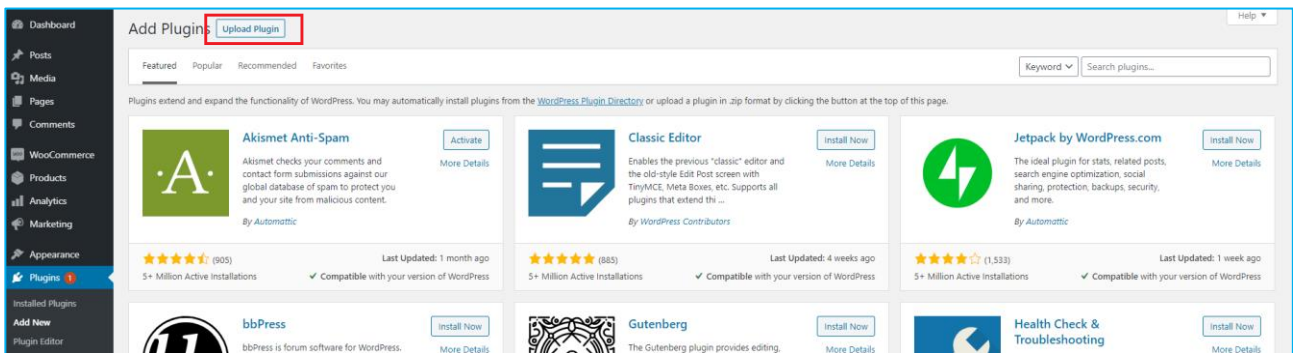 Dashboard
Posts
Media
Pages
Comments
WooCommerce
Products
Analytics
Marketing
Appearance
Plugins 1
Installed Plugins
Add New
Plugin Editor
Help
Add Plugins Upload Plugin
Featured Popular Recommended Favorites Keyword Search plugins...
Plugins extend and expand the functionality of WordPress. You may automatically install plugins from the WordPress Plugin Directory or upload a plugin in .zip format by clicking the button at the top of this page.
·A·
Akismet Anti-Spam
Activate
More Details
Akismet checks your comments and
contact form submissions against our
global database of spam to protect you
and your site from malicious content.
By Automattic
(905)
Last Updated: 1 month ago
5+ Million Active Installations
Compatible with your version of WordPress
Classic Editor
Install Now
More Details
Enables the previous "classic" editor and
the old-style Edit Post screen with
TinyMCE, Meta Boxes, etc. Supports all
plugins that extend thi ...
By WordPress Contributors
(885)
Last Updated: 4 weeks ago
5+ Million Active Installations
Compatible with your version of WordPress
Jetpack by WordPress.com
Install Now
More Details
The ideal plugin for stats, related posts,
search engine optimization, social
sharing, protection, backups, security,
and more.
By Automattic
(1,533)
Last Updated: 1 week ago
5+ Million Active Installations
Compatible with your version of WordPress
bbPress
Install Now
More Details
bbPress is forum software for WordPress.
Gutenberg
Install Now
More Details
The Gutenberg plugin provides editing,
Health Check &
Troubleshooting
Install Now
More Details